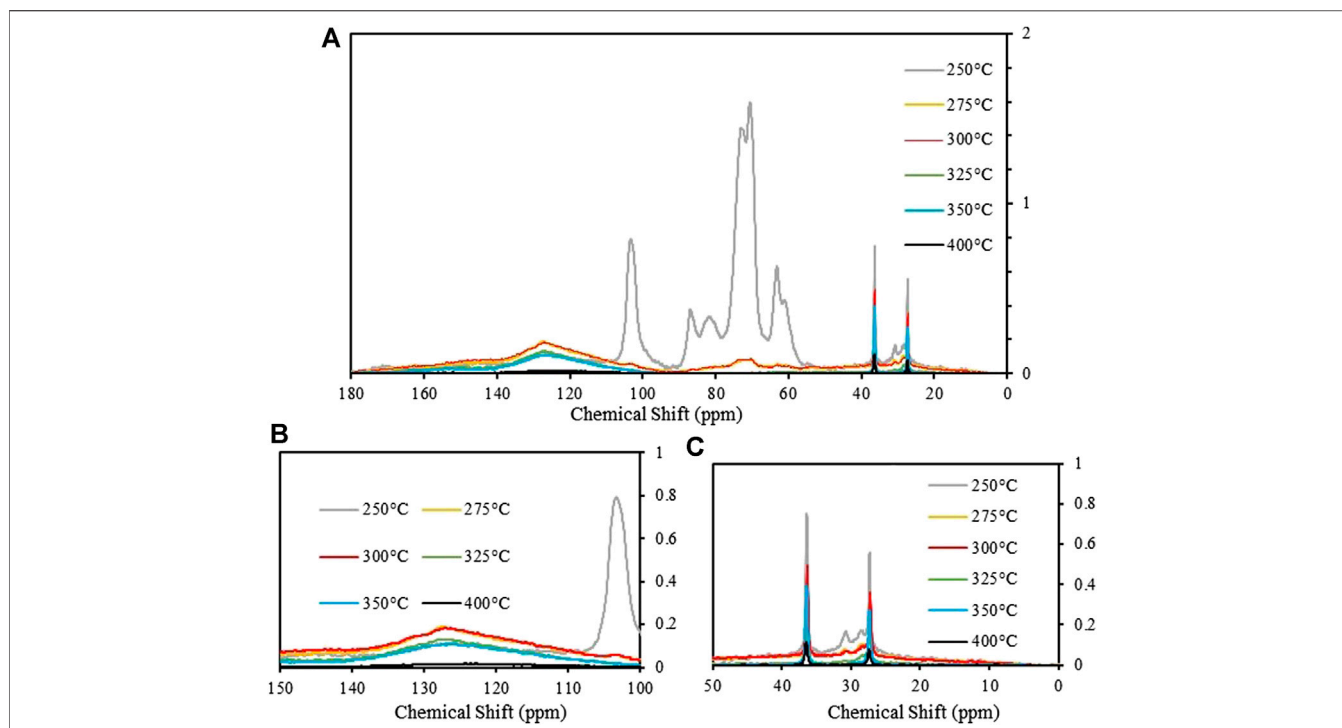 A
2
1
0
250°C
275°C
300°C
325°C
350°C
400°C
180 160 140 120 100 80 60 40 20 0
Chemical Shift (ppm)
B
1
0.8
0.6
0.4
0.2
0
250°C 275°C
300°C 325°C
350°C 400°C
150 140 130 120 110 100
Chemical Shift (ppm)
C
1
0.8
0.6
0.4
0.2
0
250°C
275°C
300°C
325°C
350°C
400°C
50 40 30 20 10 0
Chemical Shift (ppm)